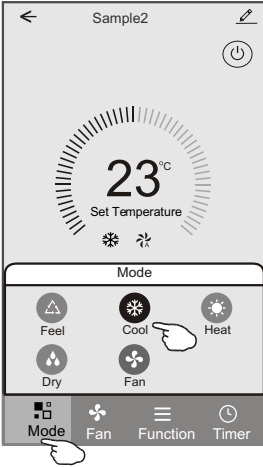 Sample2
23°C
Set Temperature
A
Mode
Feel Cool Heat
Dry Fan
Mode Fan Function Timer